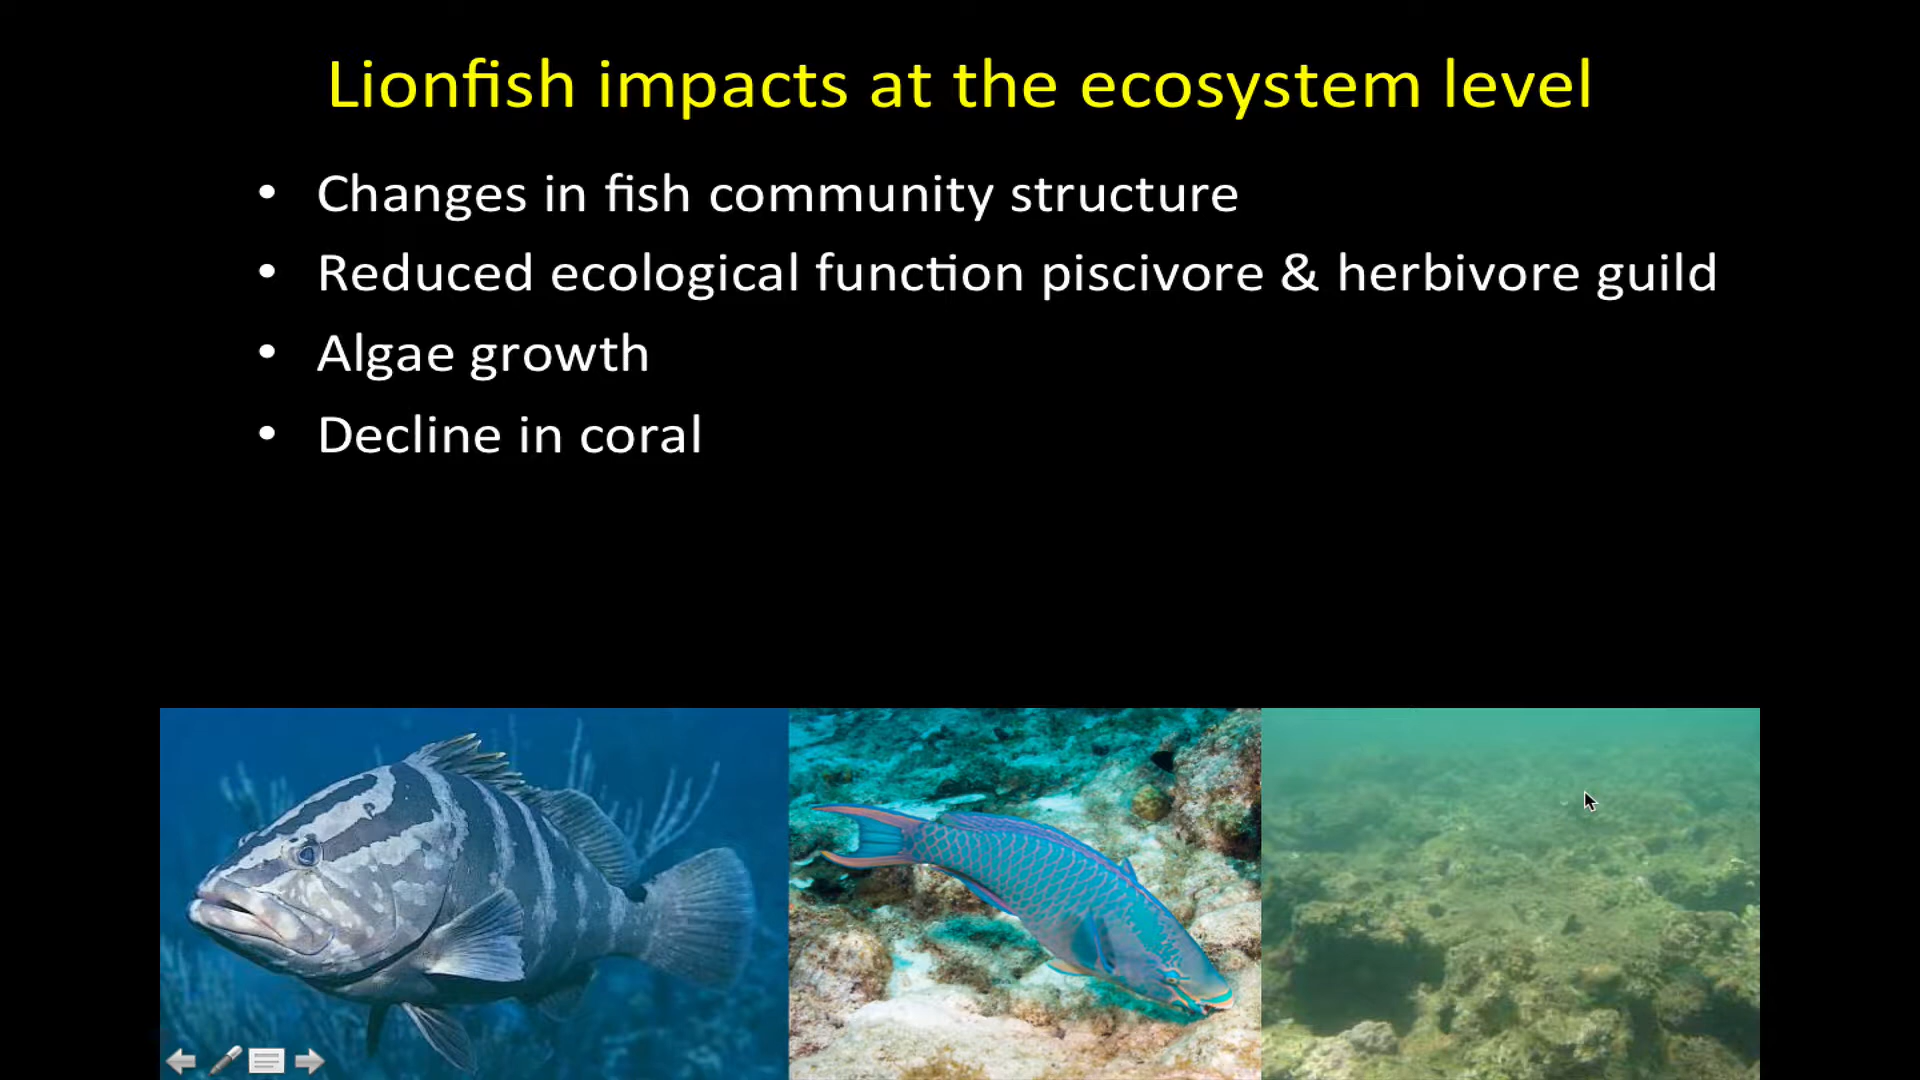 Lionfish impacts at the ecosystem level
• Changes in fish community structure
• Reduced ecological function piscivore & herbivore guild
• Algae growth
• Decline in coral